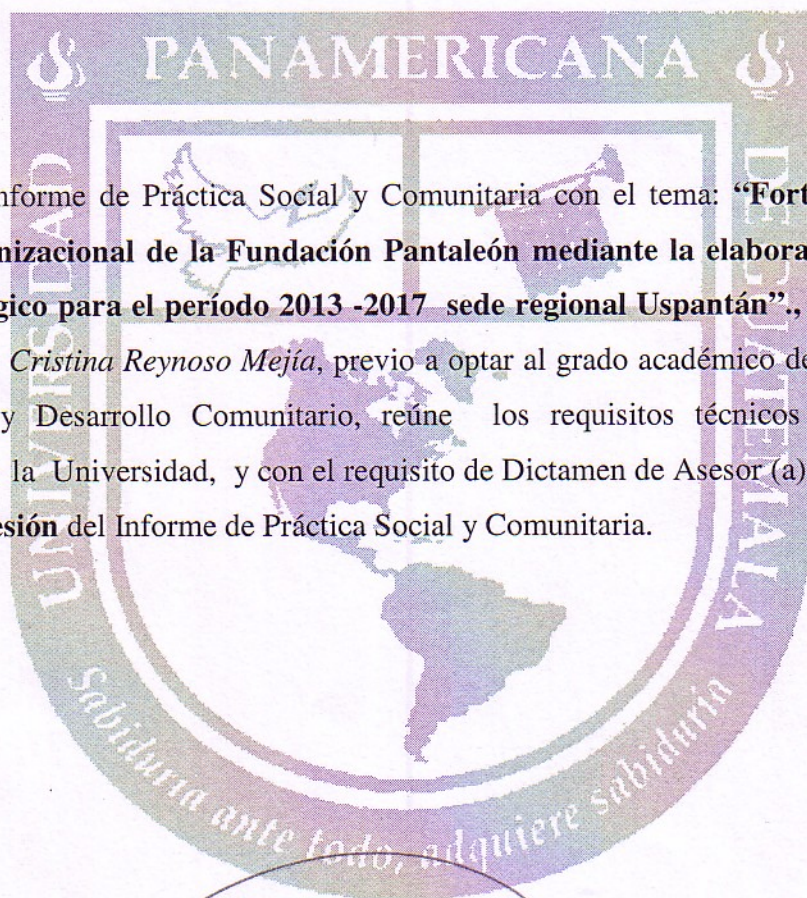 PANAMERICANA
UNIVERSIDAD
DE GUATEMALA
nforme de Práctica Social y Comunitaria con el tema: “Fort
nizacional de la Fundación Pantaleón mediante la elabora
gico para el período 2013 -2017 sede regional Uspantán”.,
Cristina Reynoso Mejía, previo a optar al grado académico de
y Desarrollo Comunitario, reúne los requisitos técnicos
la Universidad, y con el requisito de Dictamen de Asesor (a)
esión del Informe de Práctica Social y Comunitaria.
Sabiduría ante todo, adquiere sabiduría